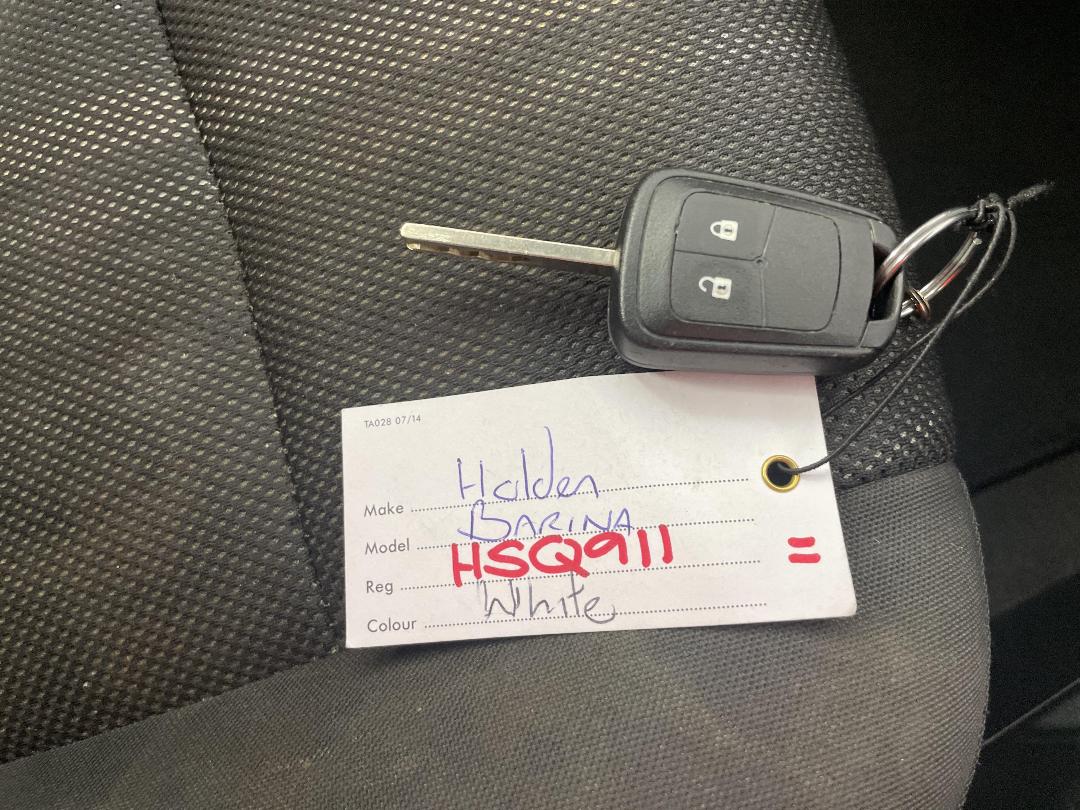 TA028 07/14
Make Holden
Model BARINA
Reg HSQ911 =
Colour White